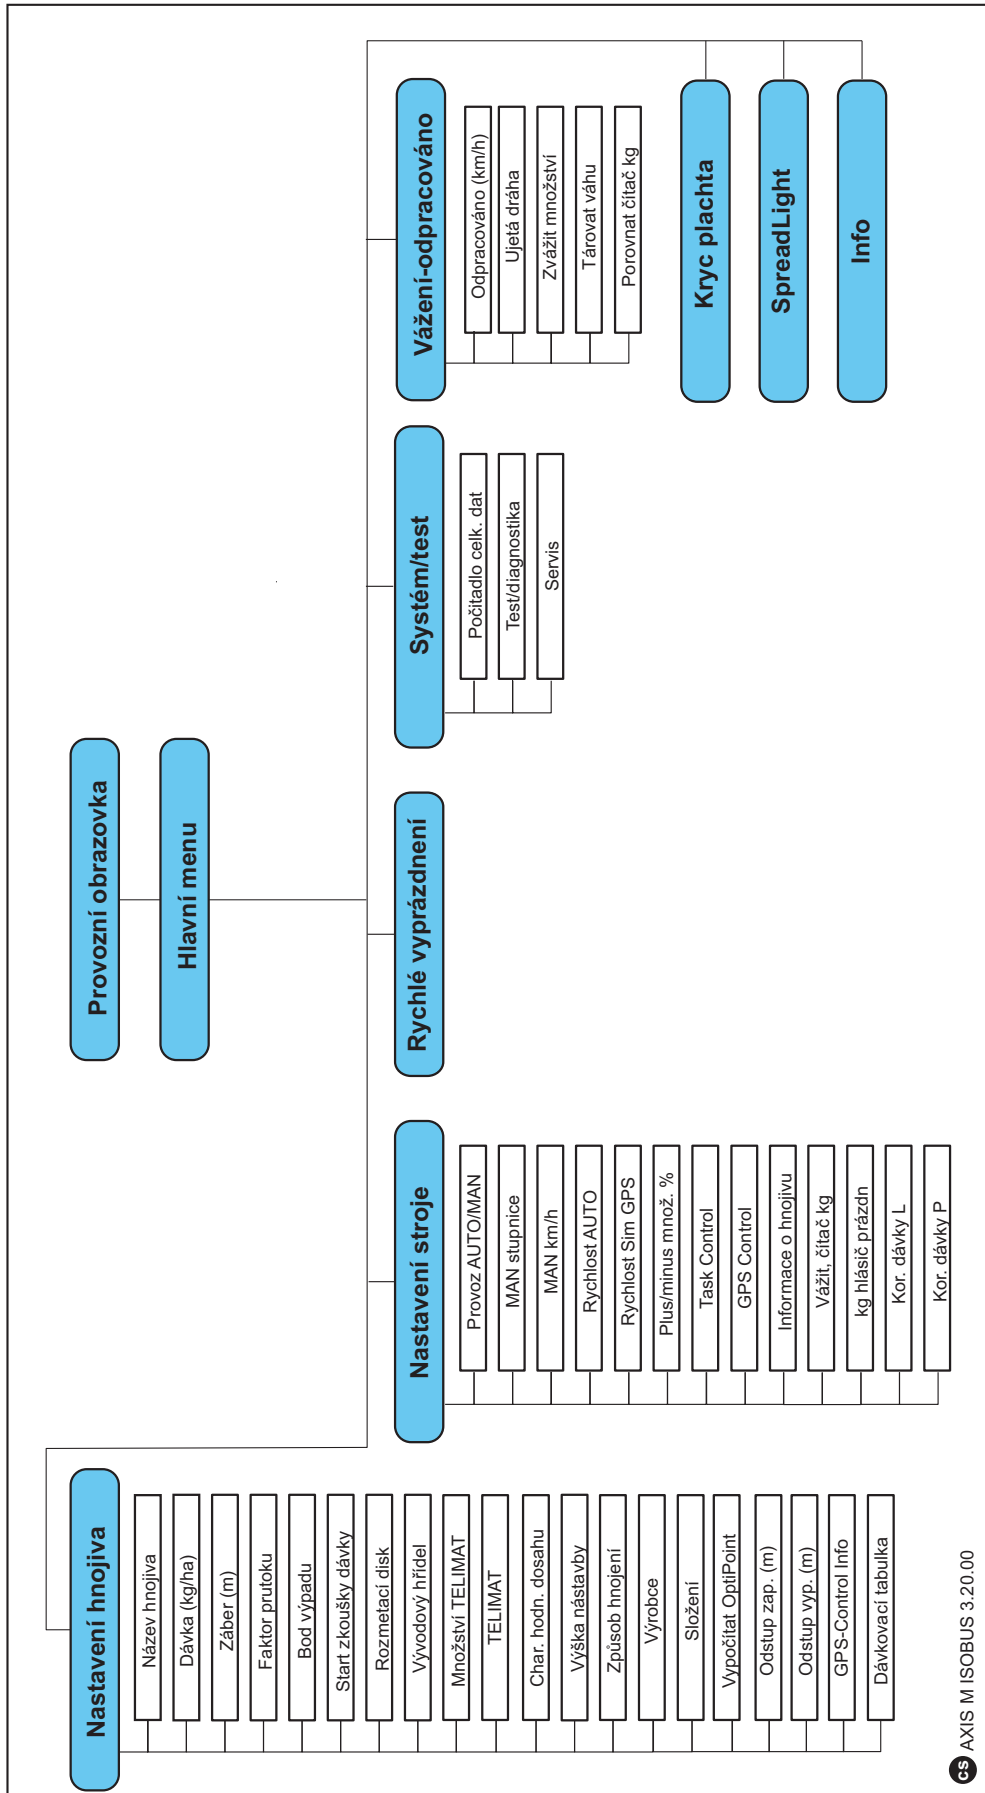 Provozní obrazovka
Hlavní menu
Nastavení hnojiva
Název hnojiva
Dávka (kg/ha)
Záber (m)
Faktor prutoku
Bod výpadu
Start zkoušky dávky
Rozmetací disk
Vývodový hřídel
Množství TELIMAT
TELIMAT
Char. hodn. dosahu
Výška nástavby
Způsob hnojení
Výrobce
Složení
Vypočítat OptiPoint
Odstup zap. (m)
Odstup vyp. (m)
GPS-Control Info
Dávkovací tabulka
Nastavení stroje
Provoz AUTO/MAN
MAN stupnice
MAN km/h
Rychlost AUTO
Rychlost Sim GPS
Plus/minus množ. %
Task Control
GPS Control
Informace o hnojivu
Vážit, čítač kg
kg hlásič prázdn
Kor. dávky L
Kor. dávky P
Rychlé vyprázdnení
Systém/test
Počitadlo celk. dat
Test/diagnostika
Servis
Vážení-odpracováno
Odpracováno (km/h)
Ujetá dráha
Zvážit množství
Tárovat váhu
Porovnat čítač kg
Kryc plachta
SpreadLight
Info
cs AXIS M ISOBUS 3.20.00